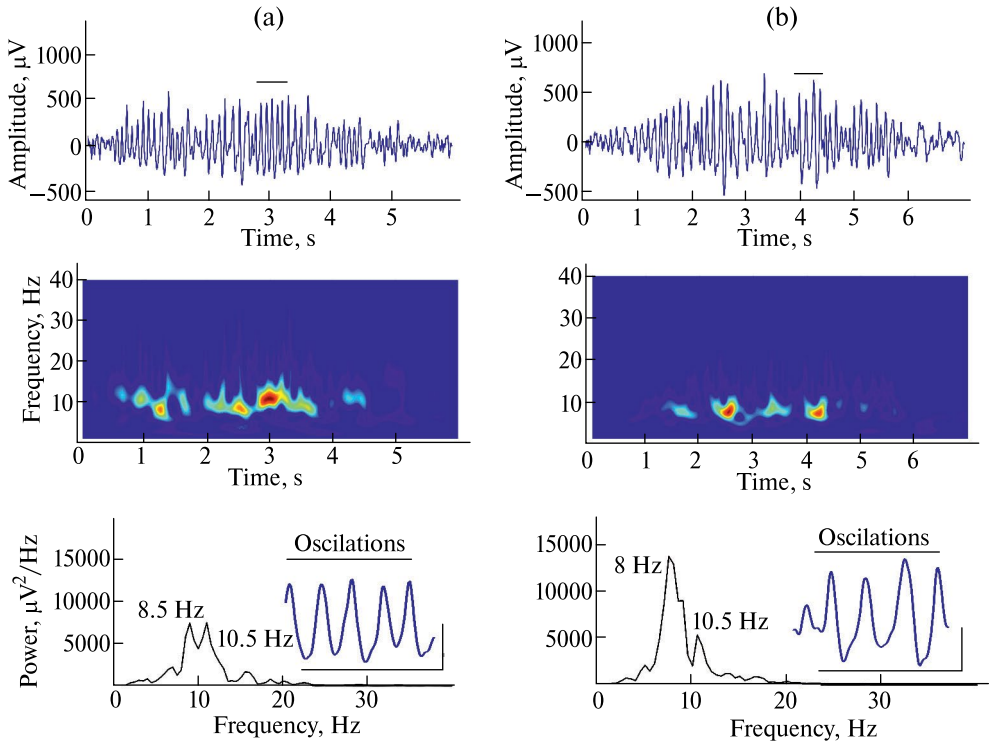 (a)
Amplitude, μV
1000
500
0
−500
0 1 2 3 4 5
Time, s
(b)
Amplitude, μV
1000
500
0
−500
0 1 2 3 4 5 6
Time, s
Frequency, Hz
40
30
20
10
0 1 2 3 4 5
Time, s
40
30
20
10
0 1 2 3 4 5 6
Time, s
Power, μV²/Hz
15000
10000
5000
8.5 Hz
10.5 Hz
Oscilations
0 10 20 30
Frequency, Hz
15000
10000
5000
8 Hz
10.5 Hz
Oscilations
0 10 20 30
Frequency, Hz